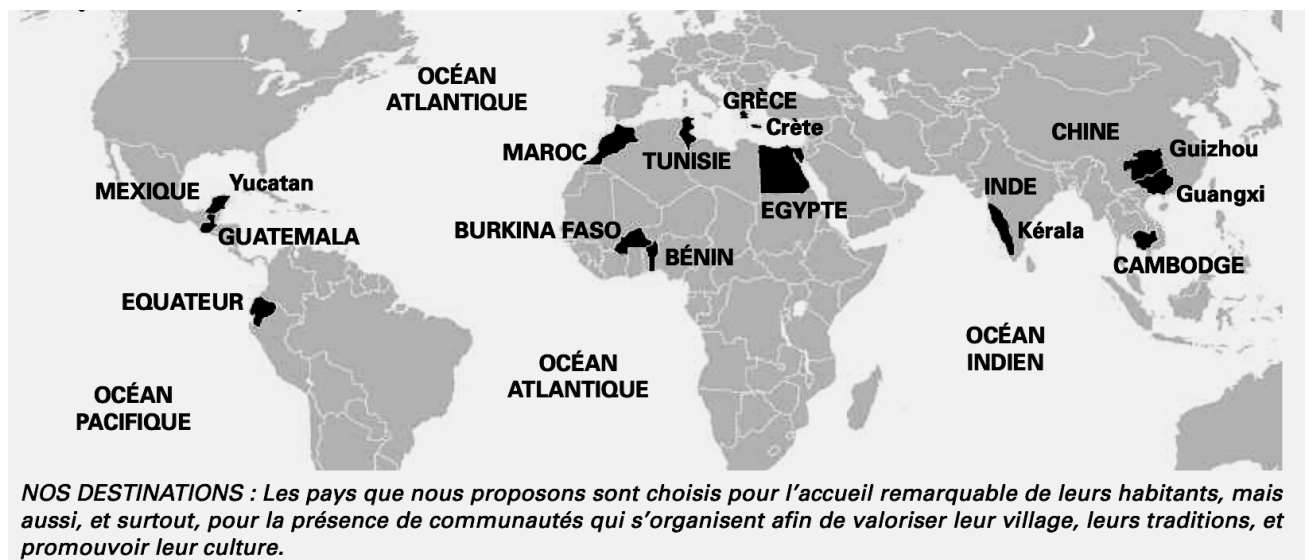 OCÉAN
ATLANTIQUE
GRÈCE
Crète
CHINE
Guizhou
MAROC
TUNISIE
MEXIQUE
Yucatan
INDE
Guangxi
EGYPTE
GUATEMALA
BURKINA FASO
BÉNIN
Kérala
CAMBODGE
EQUATEUR
OCÉAN
INDIEN
OCÉAN
ATLANTIQUE
OCÉAN
PACIFIQUE
NOS DESTINATIONS : Les pays que nous proposons sont choisis pour l'accueil remarquable de leurs habitants, mais
aussi, et surtout, pour la présence de communautés qui s'organisent afin de valoriser leur village, leurs traditions, et
promouvoir leur culture.